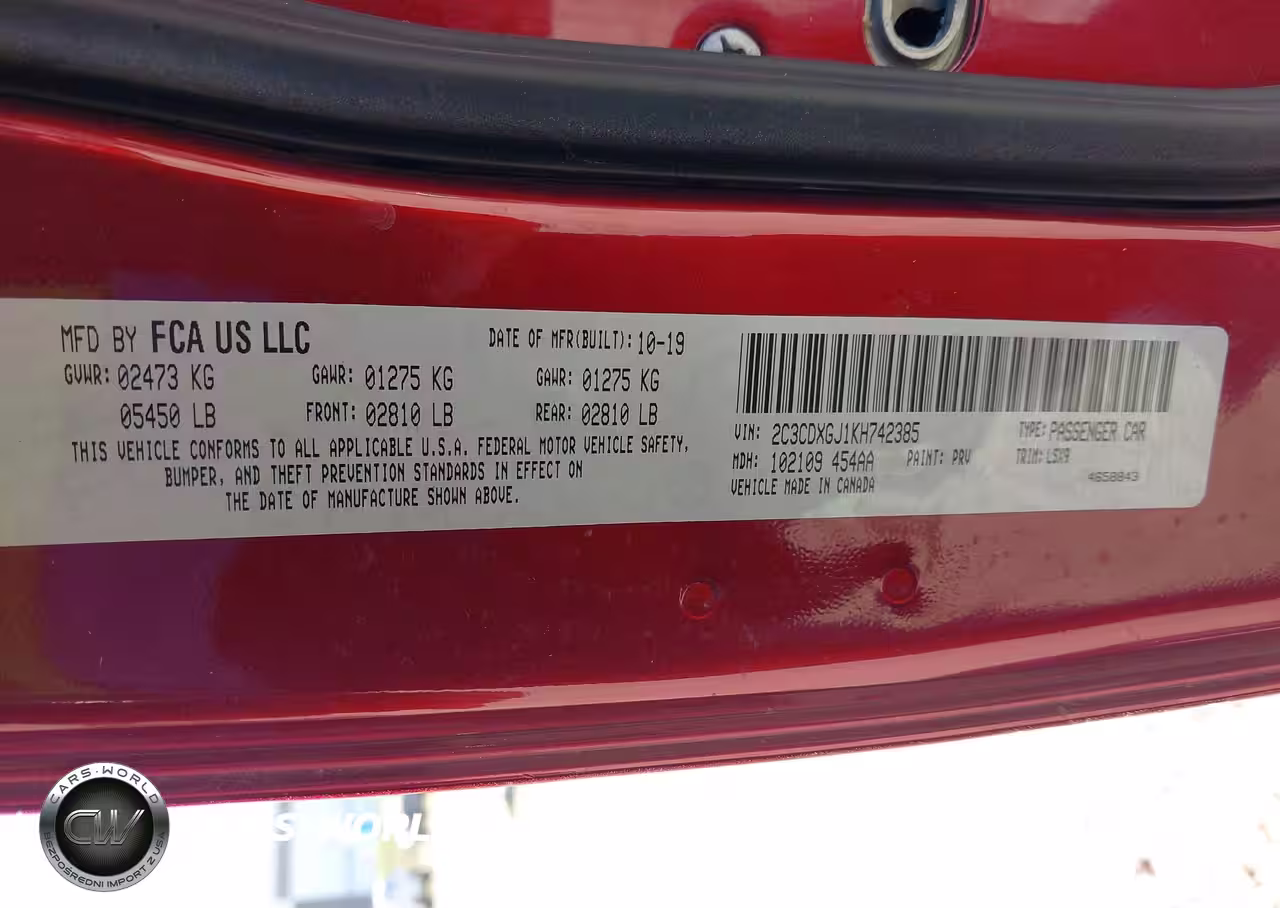 MFD BY FCA US LLC
DATE OF MFR(BUILT): 10-19
GVWR: 02473 KG
GAWR: 01275 KG
GAWR: 01275 KG
05450 LB
FRONT: 02810 LB
REAR: 02810 LB
THIS VEHICLE CONFORMS TO ALL APPLICABLE U.S.A. FEDERAL MOTOR VEHICLE SAFETY,
BUMPER, AND THEFT PREVENTION STANDARDS IN EFFECT ON
THE DATE OF MANUFACTURE SHOWN ABOVE.
VIN: 2C3CDXGJ1KH742385
TYPE: PASSENGER CAR
MDH: 102109 454AA
PAINT: PRV
TRIM: L5X9
VEHICLE MADE IN CANADA
4658843
CARS·WORLD
CW
BEZPOŚREDNI IMPORT Z USA